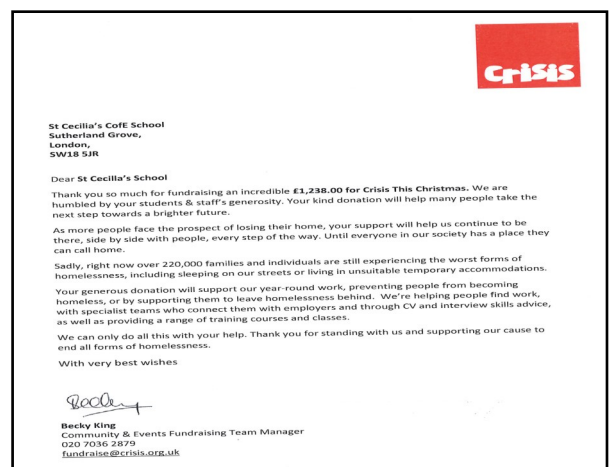 Crisis
St Cecilia's CofE School
Sutherland Grove,
London,
SW18 5JR
Dear St Cecilla's School
Thank you so much for fundraising an incredible £1,238.00 for Crisis This Christmas. We are
humbled by your students & staff's generosity. Your kind donation will help many people take the
next step towards a brighter future.
As more people face the prospect of losing their home, your support will help us continue to be
there, side by side with people, every step of the way. Until everyone in our society has a place they
can call home.
Sadly, right now over 220,000 families and individuals are still experiencing the worst forms of
homelessness, including sleeping on our streets or living in unsuitable temporary accommodations.
Your generous donation will support our year-round work, preventing people from becoming
homeless, or by supporting them to leave homelessness behind. We're helping people find work,
with specialist teams who connect them with employers and through CV and interview skills advice,
as well as providing a range of training courses and classes.
We can only do all this with your help. Thank you for standing with us and supporting our cause to
end all forms of homelessness.
With very best wishes
Becky
Becky King
Community & Events Fundraising Team Manager
020 7036 2879
fundraise@crisis.org.uk